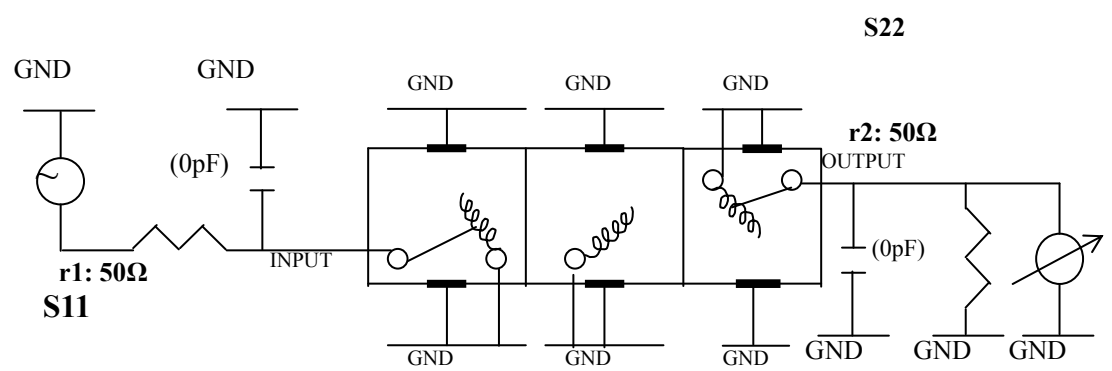 S22
GND
GND
GND
GND
GND
r2: 50Ω
(0pF)
OUTPUT
INPUT
(0pF)
r1: 50Ω
S11
GND
GND
GND
GND
GND
GND